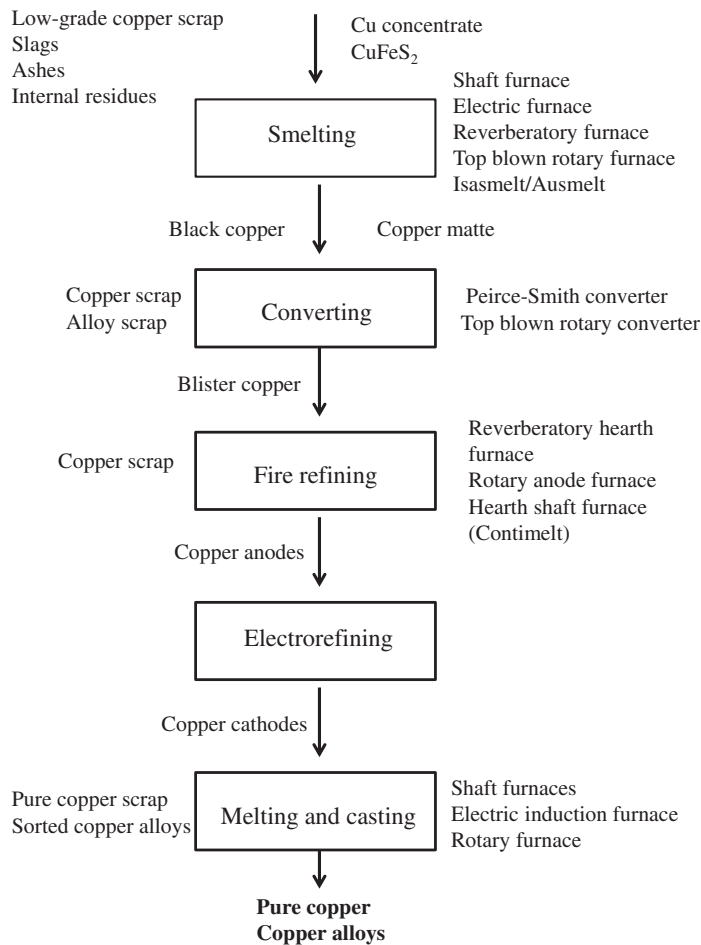 Low-grade copper scrap
Slags
Ashes
Internal residues
Cu concentrate
CuFeS₂
Smelting
Shaft furnace
Electric furnace
Reverberatory furnace
Top blown rotary furnace
Isasmelt/Ausmelt
Black copper
Copper matte
Copper scrap
Alloy scrap
Converting
Peirce-Smith converter
Top blown rotary converter
Blister copper
Copper scrap
Fire refining
Reverberatory hearth
furnace
Rotary anode furnace
Hearth shaft furnace
(Contimelt)
Copper anodes
Electrorefining
Copper cathodes
Pure copper scrap
Sorted copper alloys
Melting and casting
Shaft furnaces
Electric induction furnace
Rotary furnace
Pure copper
Copper alloys